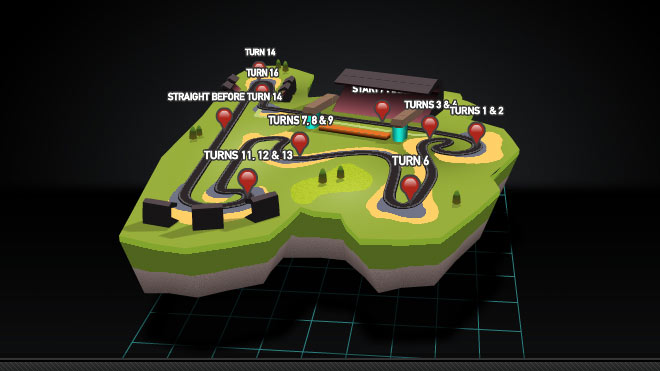 TURN 14
TURN 16
STRAIGHT BEFORE TURN 14
TURNS 3 & 4
TURNS 1 & 2
TURNS 7, 8 & 9
TURNS 11, 12 & 13
TURN 6